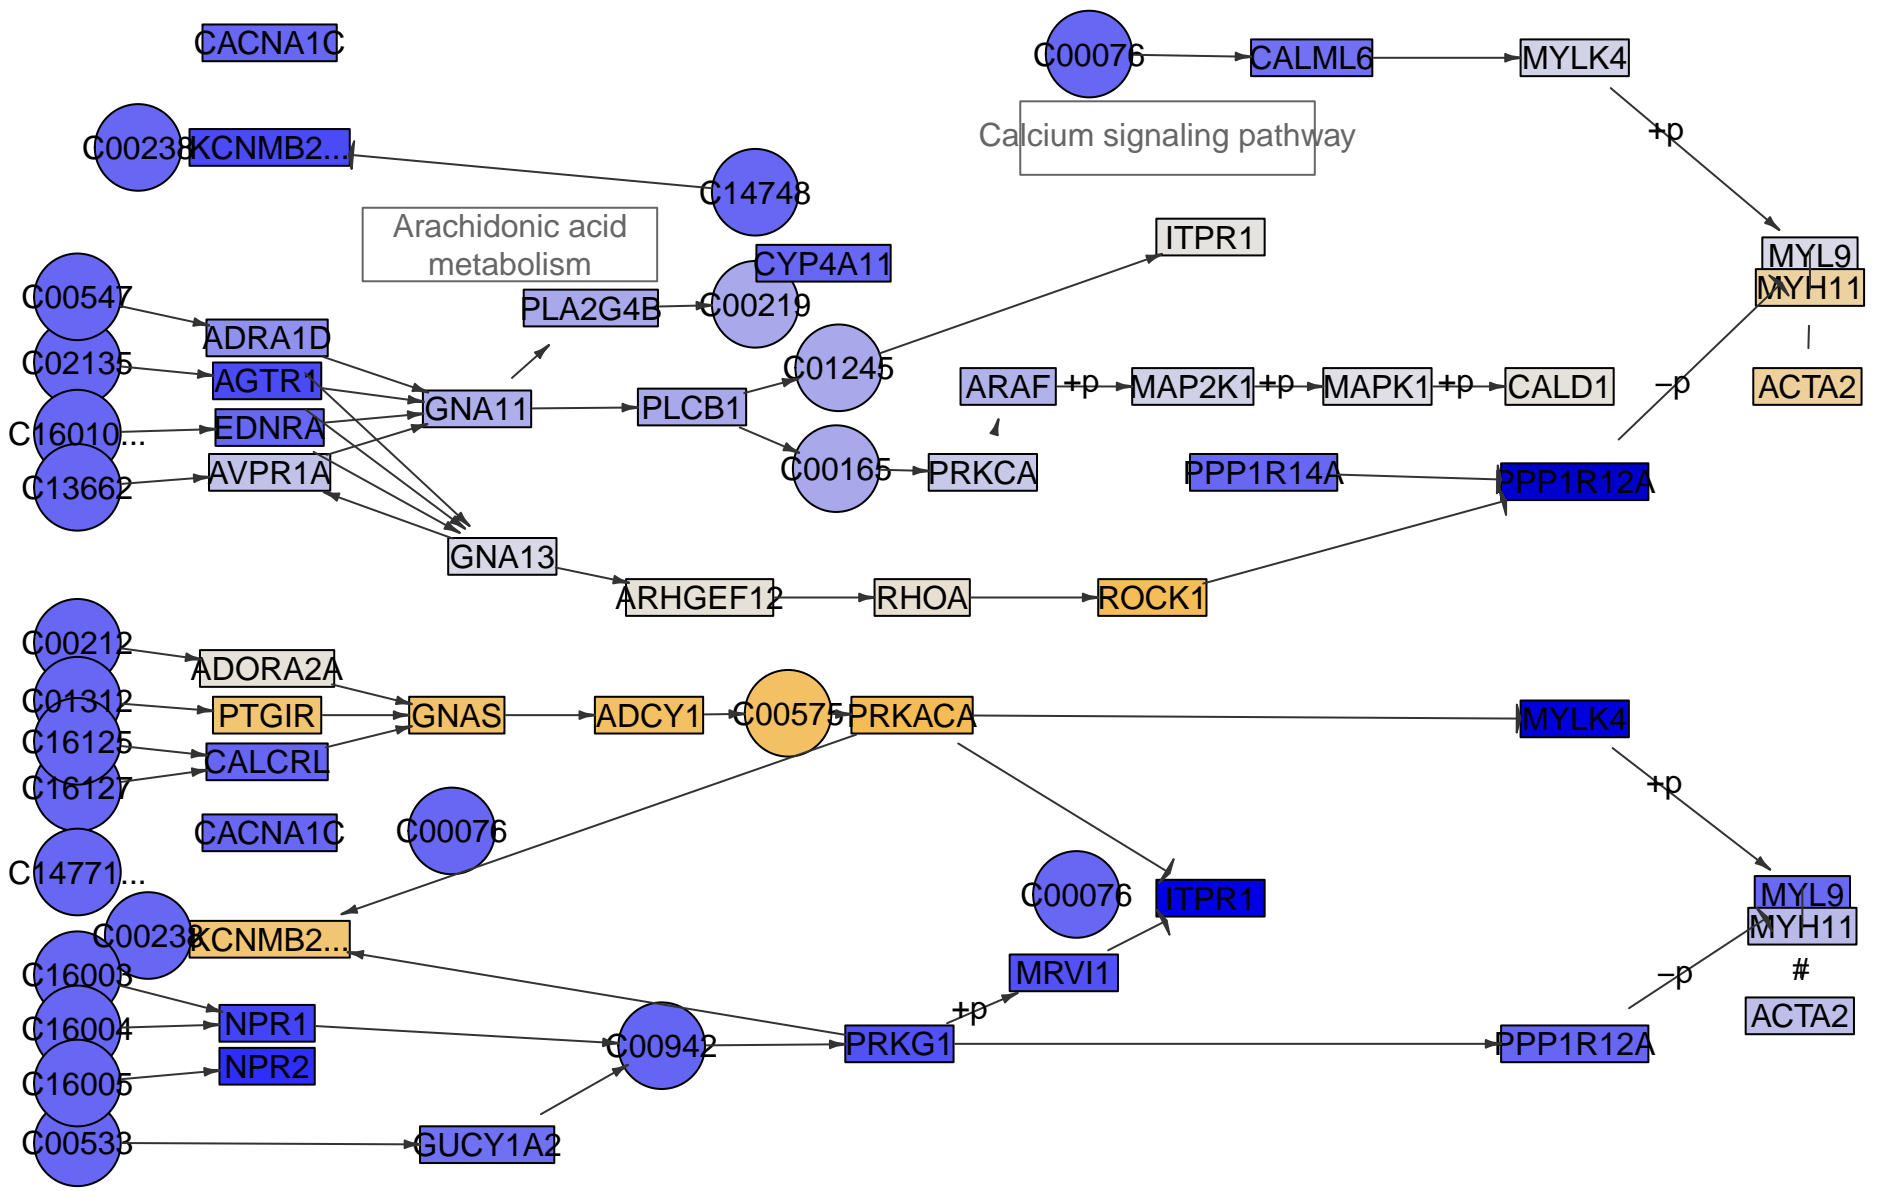 CACNA1C
C00076
CALML6
MYLK4
+p
Calcium signaling pathway
C00238
KCNMB2...
C14748
Arachidonic acid
metabolism
ITPR1
CYP4A11
MYL9
MYH11
C00547
PLA2G4B
C00219
ADRA1D
C02135
AGTR1
C01245
ARAF
+p
MAP2K1
+p
MAPK1
+p
CALD1
−p
ACTA2
GNA11
PLCB1
C16010...
EDNRA
AVPR1A
C13662
C00165
PRKCA
PPP1R14A
PPP1R12A
GNA13
ARHGEF12
RHOA
ROCK1
C00212
ADORA2A
C01312
PTGIR
GNAS
ADCY1
C00575
PRKACA
MYLK4
C16125
CALCRL
C16127
+p
CACNA1C
C00076
C14771...
C00076
ITPR1
MYL9
MYH11
C00238
KCNMB2...
C16003
MRVI1
−p
#
+p
C16004
NPR1
ACTA2
C00942
PRKG1
PPP1R12A
NPR2
C16005
C00533
GUCY1A2